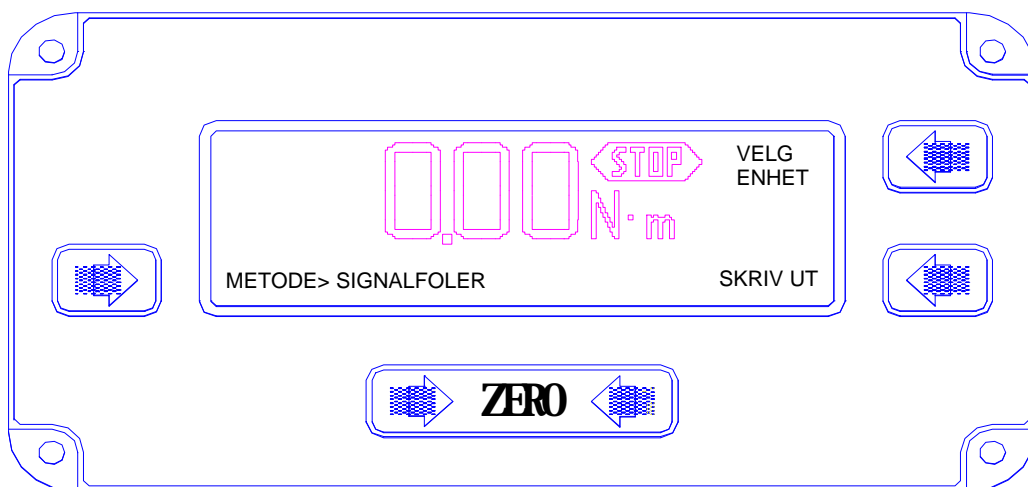 0.00 STOP
N·m
VELG
ENHET
METODE> SIGNALFOLER
SKRIV UT
ZERO